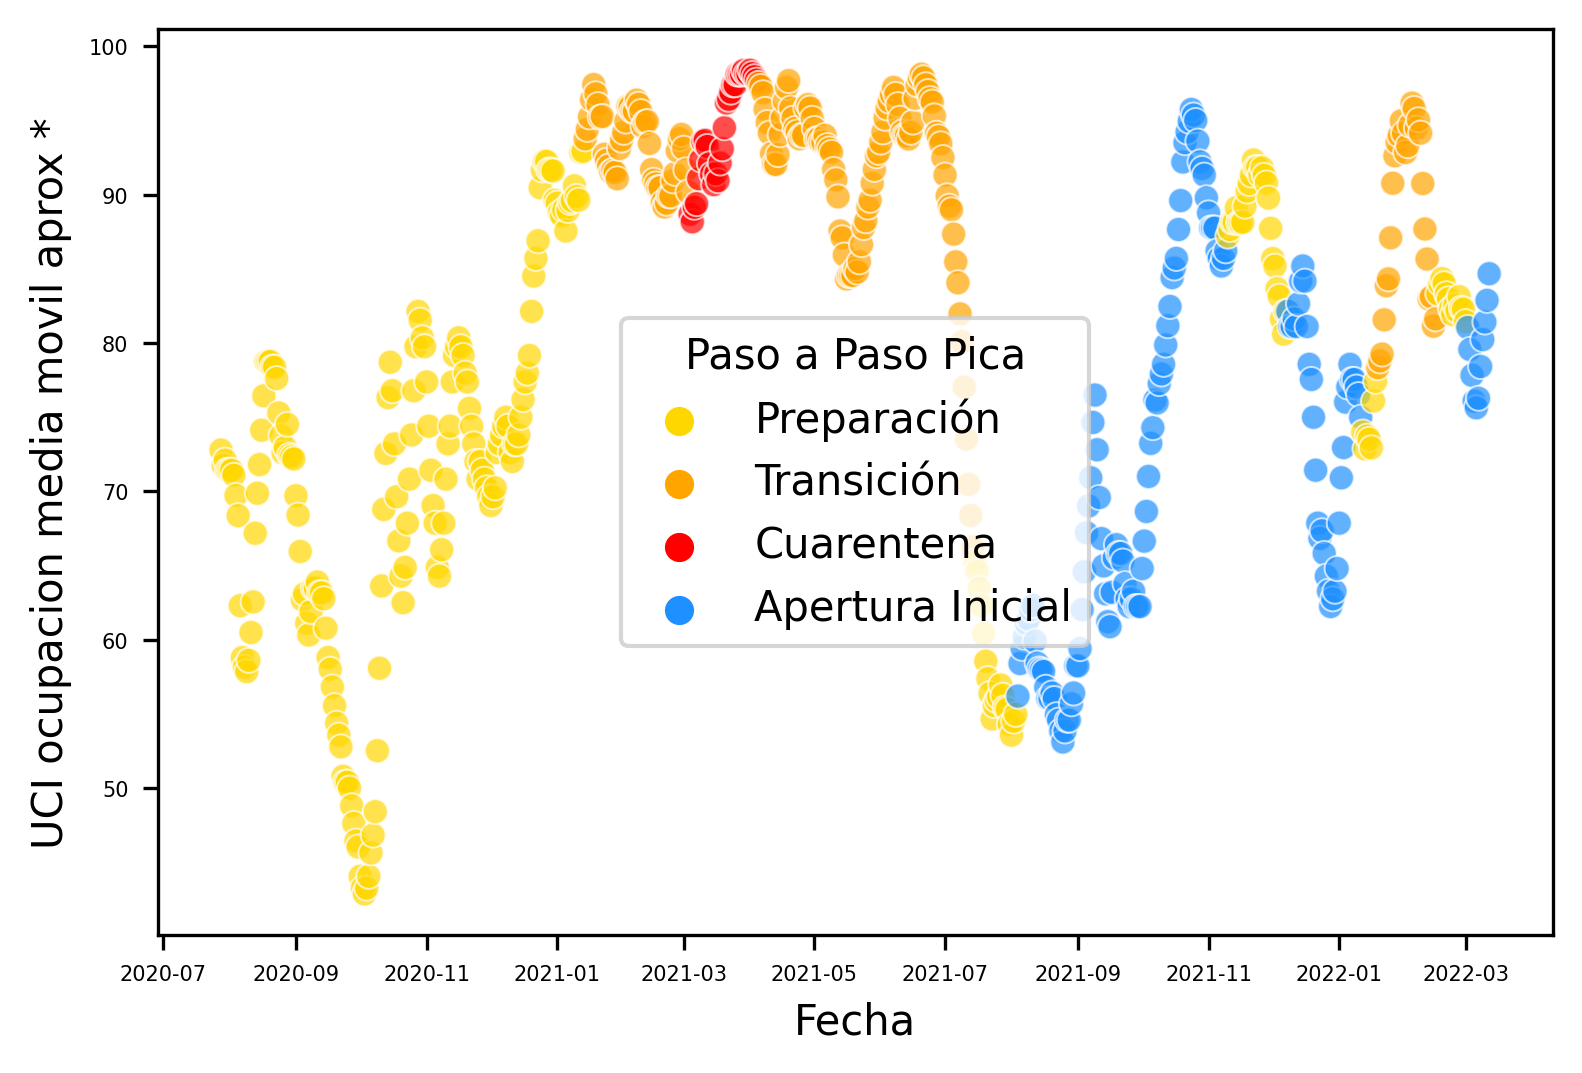 UCI ocupacion media movil aprox *
100
90
80
70
60
50
Paso a Paso Pica
Preparación
Transición
Cuarentena
Apertura Inicial
2020-07 2020-09 2020-11 2021-01 2021-03 2021-05 2021-07 2021-09 2021-11 2022-01 2022-03
Fecha